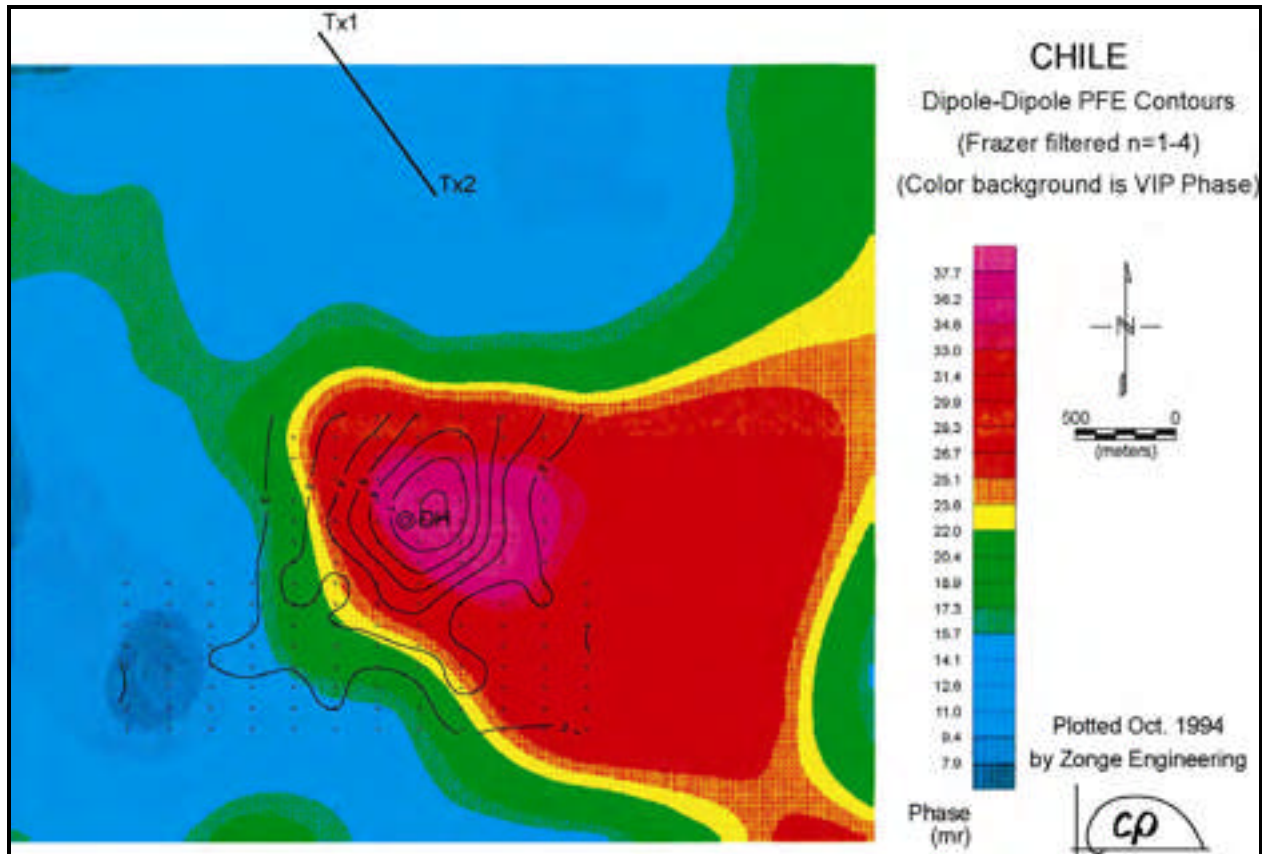 Tx1
Tx2
DH
CHILE
Dipole-Dipole PFE Contours
(Frazer filtered n=1-4)
(Color background is VIP Phase)
37.7
36.2
34.6
33.0
31.4
29.9
28.3
26.7
25.1
23.6
22.0
20.4
18.9
17.3
15.7
14.1
12.6
11.0
9.4
7.9
Phase
(mr)
N
500 0
(meters)
Plotted Oct. 1994
by Zonge Engineering
CP